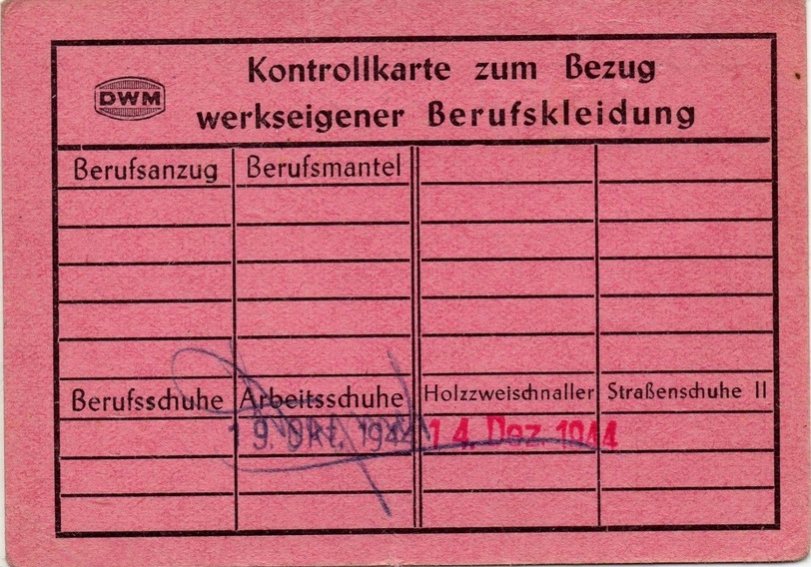 DWM
Kontrollkarte zum Bezug
werkseigener Berufskleidung
Berufsanzug Berufsmantel
Berufsschuhe Arbeitsschuhe Holzzweischnaller Straßenschuhe II
19. Okt. 1944 14. Dez. 1944